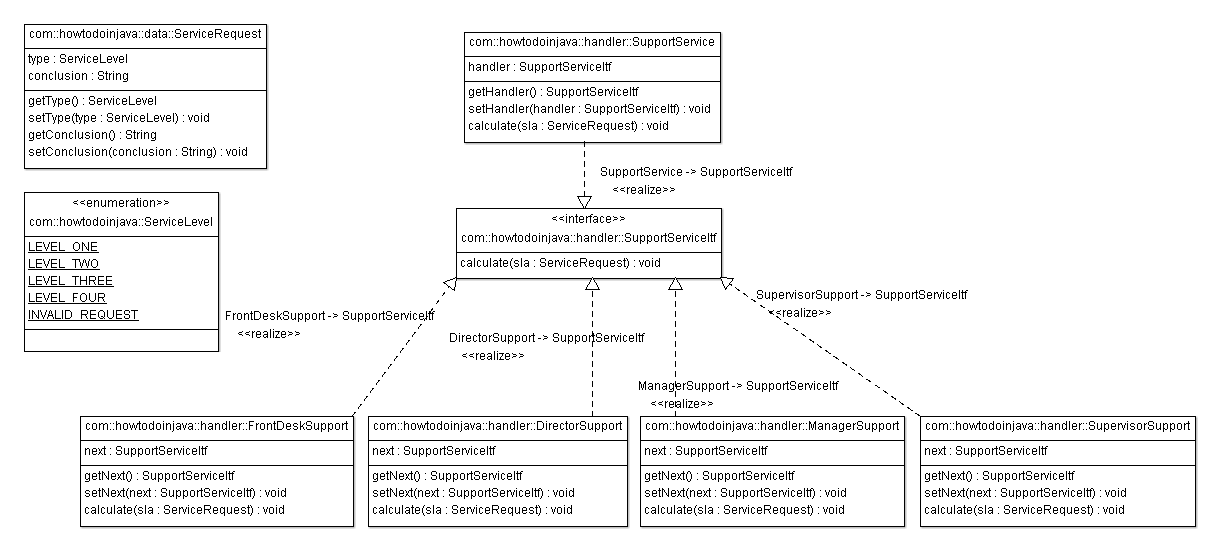 com::howtodoinjava::data::ServiceRequest
type : ServiceLevel
conclusion : String
getType() : ServiceLevel
setType(type : ServiceLevel) : void
getConclusion() : String
setConclusion(conclusion : String) : void
com::howtodoinjava::handler::SupportService
handler : SupportServiceItf
getHandler() : SupportServiceItf
setHandler(handler : SupportServiceItf) : void
calculate(sla : ServiceRequest) : void
SupportService -> SupportServiceItf
<<realize>>
<<enumeration>>
com::howtodoinjava::ServiceLevel
LEVEL_ONE
LEVEL_TWO
LEVEL_THREE
LEVEL_FOUR
INVALID_REQUEST
<<interface>>
com::howtodoinjava::handler::SupportServiceItf
calculate(sla : ServiceRequest) : void
FrontDeskSupport -> SupportServiceItf
<<realize>>
DirectorSupport -> SupportServiceItf
<<realize>>
ManagerSupport -> SupportServiceItf
<<realize>>
SupervisorSupport -> SupportServiceItf
<<realize>>
com::howtodoinjava::handler::FrontDeskSupport
next : SupportServiceItf
getNext() : SupportServiceItf
setNext(next : SupportServiceItf) : void
calculate(sla : ServiceRequest) : void
com::howtodoinjava::handler::DirectorSupport
next : SupportServiceItf
getNext() : SupportServiceItf
setNext(next : SupportServiceItf) : void
calculate(sla : ServiceRequest) : void
com::howtodoinjava::handler::ManagerSupport
next : SupportServiceItf
getNext() : SupportServiceItf
setNext(next : SupportServiceItf) : void
calculate(sla : ServiceRequest) : void
com::howtodoinjava::handler::SupervisorSupport
next : SupportServiceItf
getNext() : SupportServiceItf
setNext(next : SupportServiceItf) : void
calculate(sla : ServiceRequest) : void